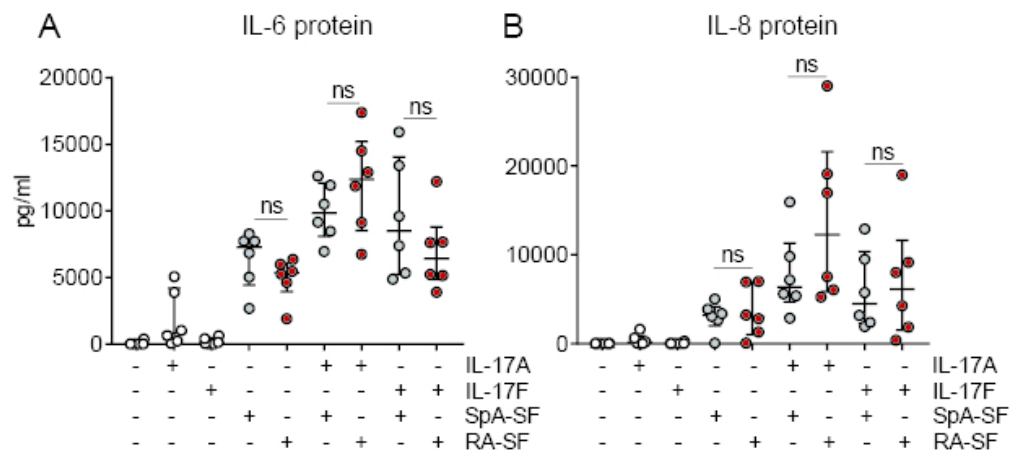 A IL-6 protein
B IL-8 protein
pg/ml
20000
15000
10000
5000
0
ns
ns
ns
30000
20000
10000
0
ns
ns
ns
- + - - - + - + - - - - + - - - + - + - - - IL-17A
- - + - - - - + + - - + - - - - + + IL-17F
- - - + - + - + - - - - + - + - + - SpA-SF
- - - - + - + - + - - - - + - + - + RA-SF